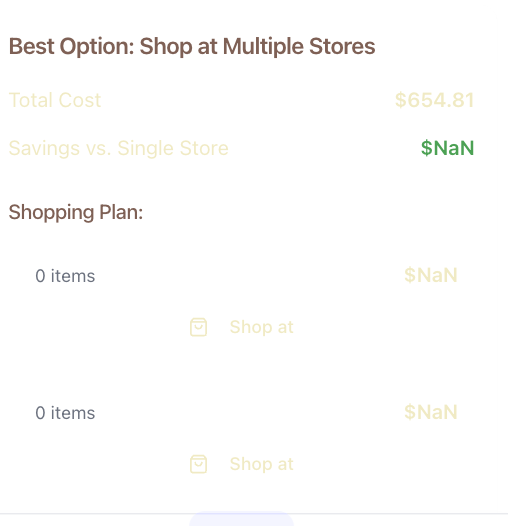 Best Option: Shop at Multiple Stores
Total Cost $654.81
Savings vs. Single Store $NaN
Shopping Plan:
0 items $NaN
Shop at
0 items $NaN
Shop at